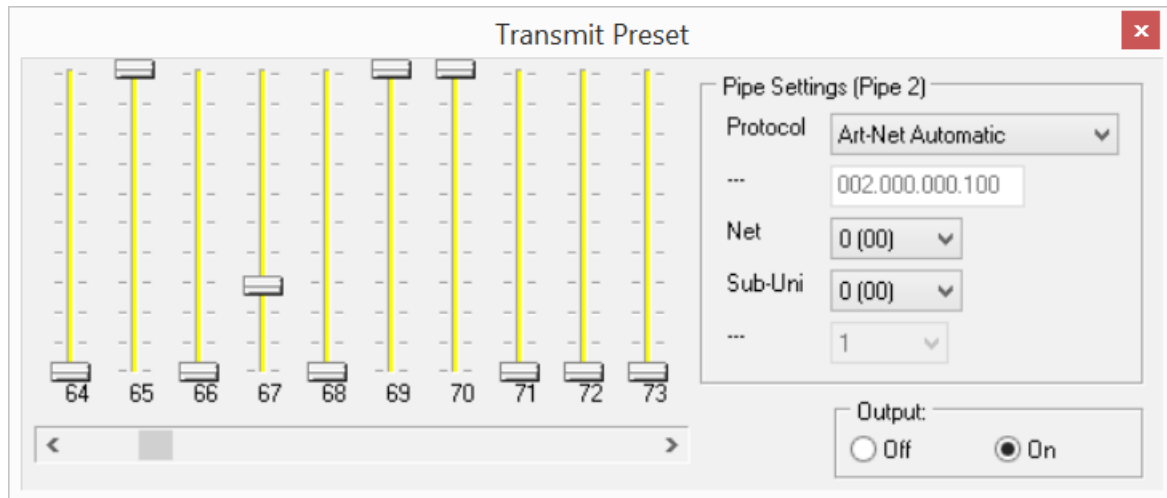 Transmit Preset
x
64 65 66 67 68 69 70 71 72 73
Pipe Settings (Pipe 2)
Protocol Art-Net Automatic
--- 002.000.000.100
Net 0 (00)
Sub-Uni 0 (00)
--- 1
Output:
Off On